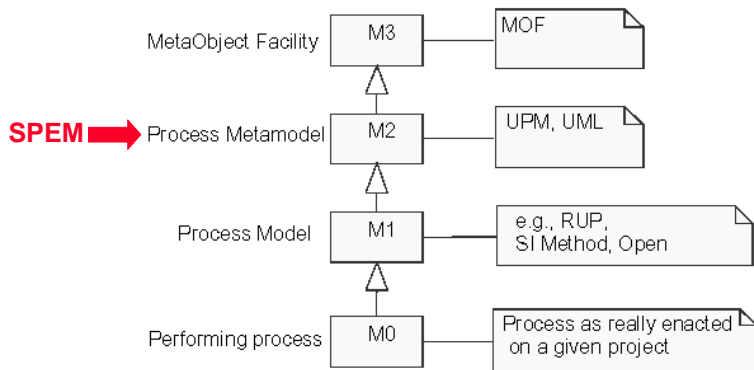 MetaObject Facility
M3
MOF
SPEM
Process Metamodel
M2
UPM, UML
Process Model
M1
e.g., RUP,
SI Method, Open
Performing process
M0
Process as really enacted
on a given project